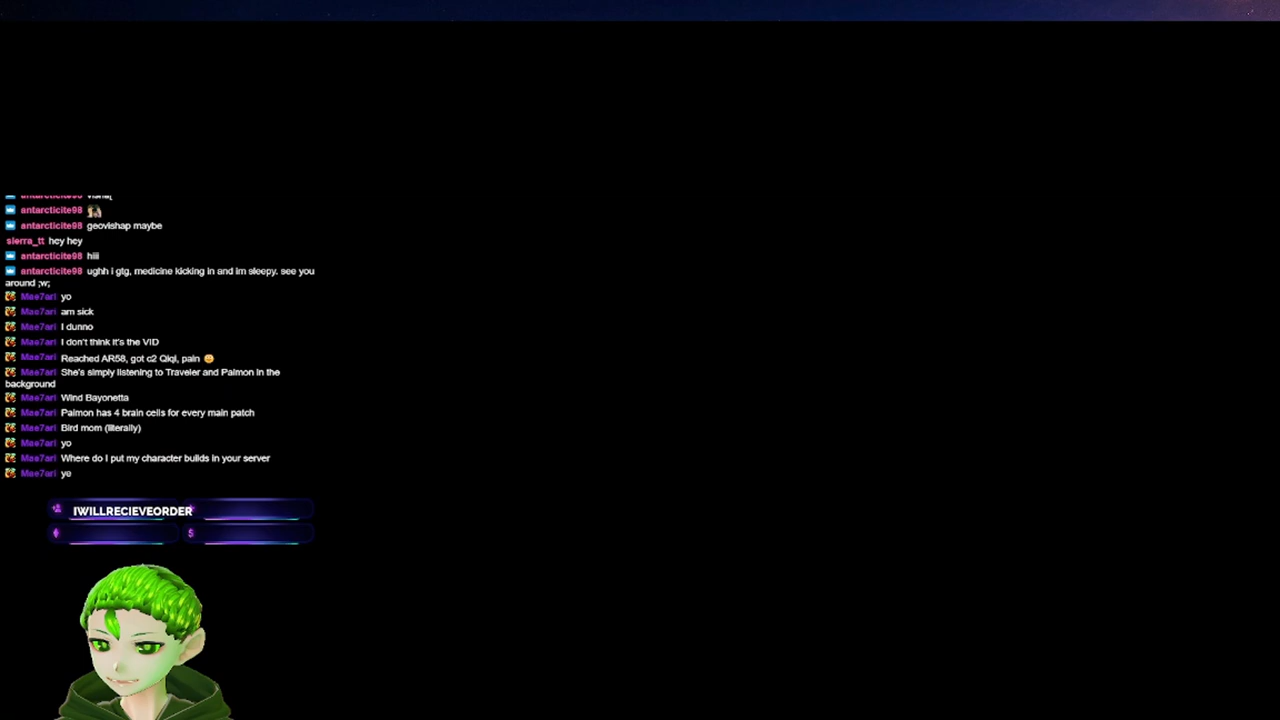 antarcticite98
antarcticite98 geovishap maybe
sierra_tt hey hey
antarcticite98 hiii
antarcticite98 ughh i gtg, medicine kicking in and im sleepy. see you
around ;w;
Mae7ari yo
Mae7ari am sick
Mae7ari I dunno
Mae7ari I don't think it's the VID
Mae7ari Reached AR58, got c2 Qiqi, pain
Mae7ari She's simply listening to Traveler and Paimon in the
background
Mae7ari Wind Bayonetta
Mae7ari Paimon has 4 brain cells for every main patch
Mae7ari Bird mom (literally)
Mae7ari yo
Mae7ari Where do I put my character builds in your server
Mae7ari ye
IWILLRECIEVEORDER
$